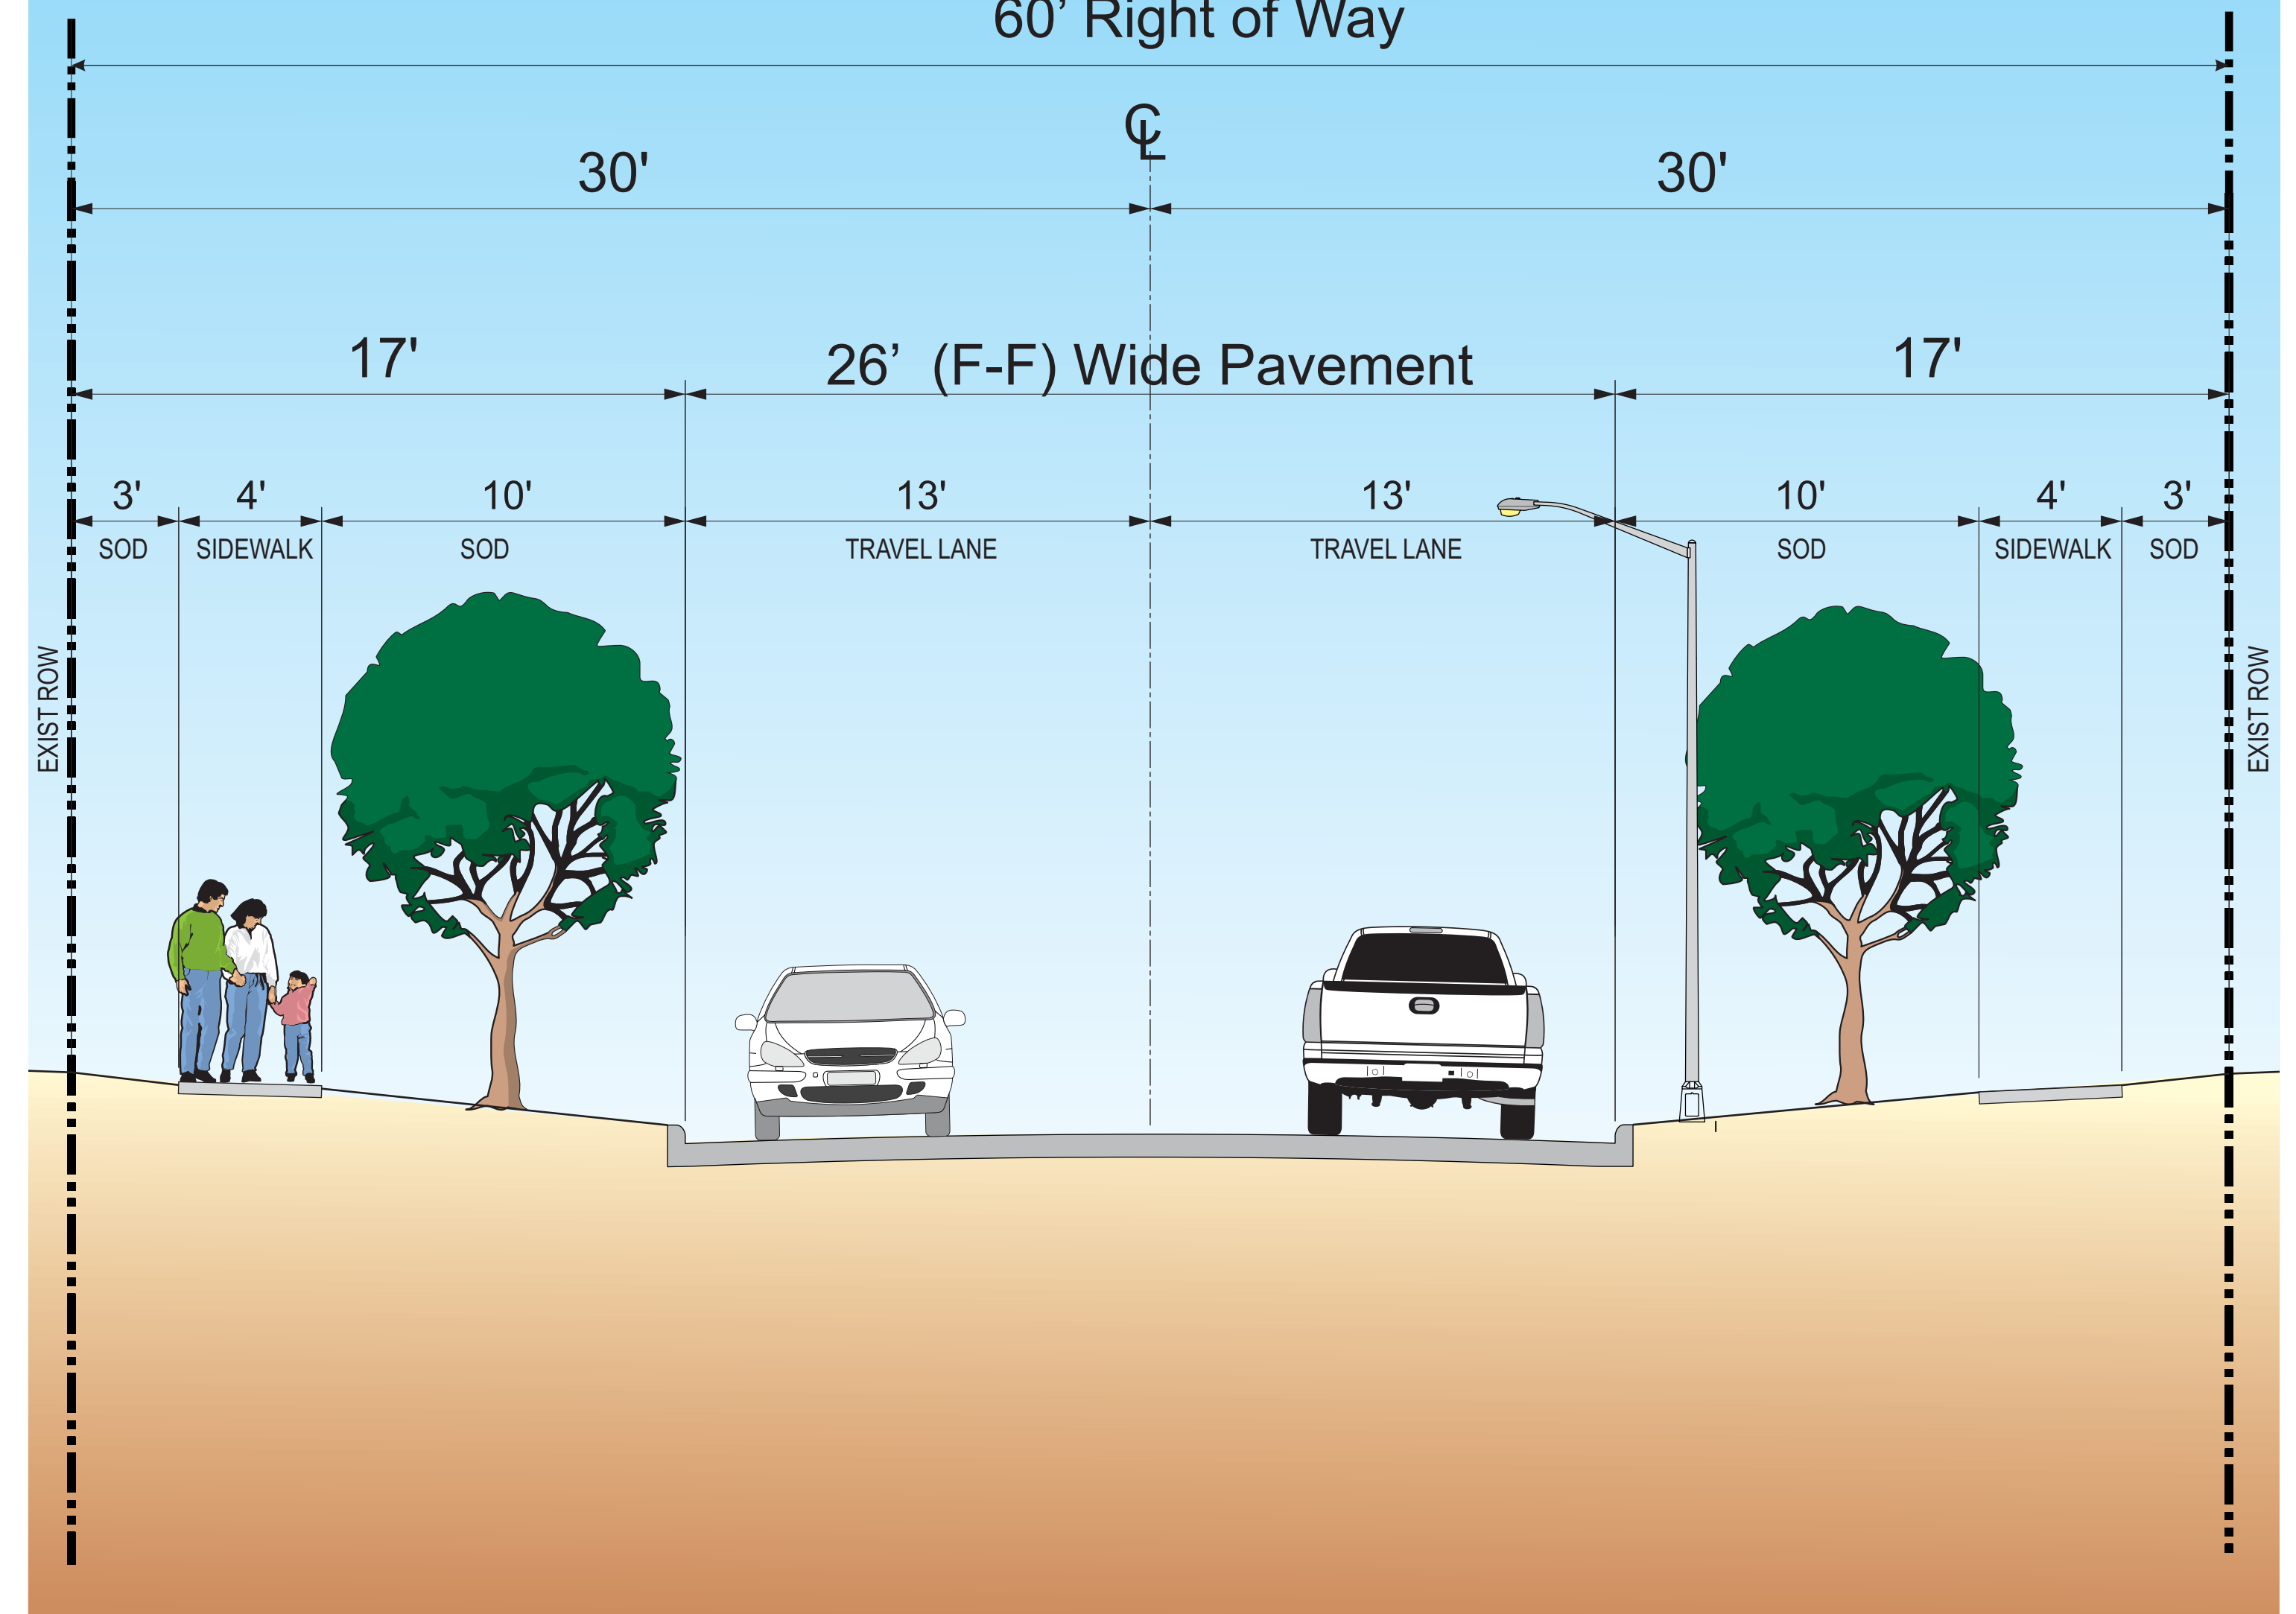 60’ Right of Way
℄
30' 30'
17' 26’ (F-F) Wide Pavement 17'
3' 4' 10' 13' 13' 10' 4' 3'
SOD SIDEWALK SOD TRAVEL LANE TRAVEL LANE SOD SIDEWALK SOD
EXIST ROW
EXIST ROW